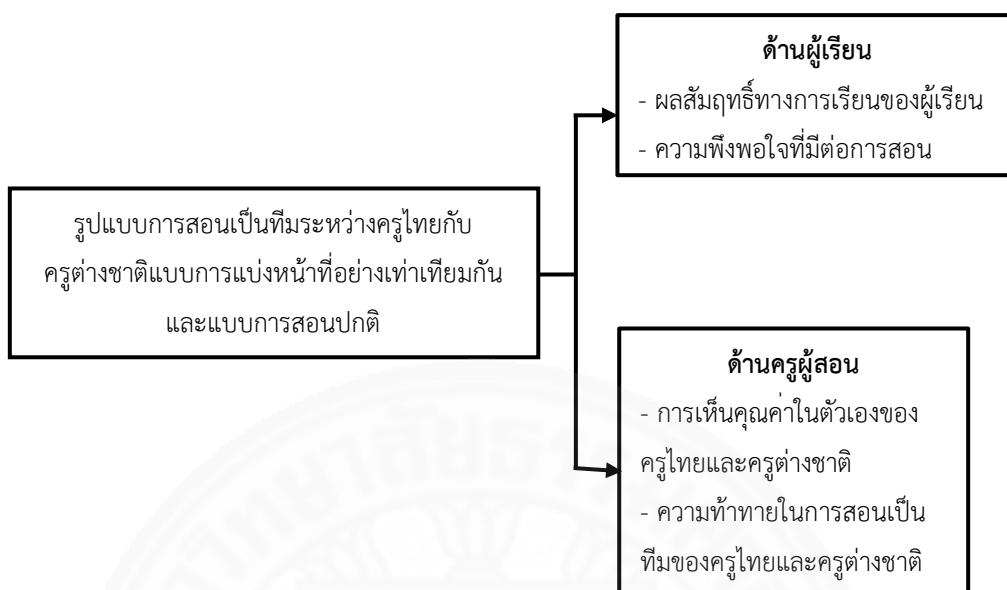 ด้านผู้เรียน
- ผลสัมฤทธิ์ทางการเรียนของผู้เรียน
- ความพึงพอใจที่มีต่อการสอน
รูปแบบการสอนเป็นทีมระหว่างครูไทยกับ
ครูต่างชาติแบบการแบ่งหน้าที่อย่างเท่าเทียมกัน
และแบบการสอนปกติ
ด้านครูผู้สอน
- การเห็นคุณค่าในตัวเองของ
ครูไทยและครูต่างชาติ
- ความท้าทายในการสอนเป็น
ทีมของครูไทยและครูต่างชาติ